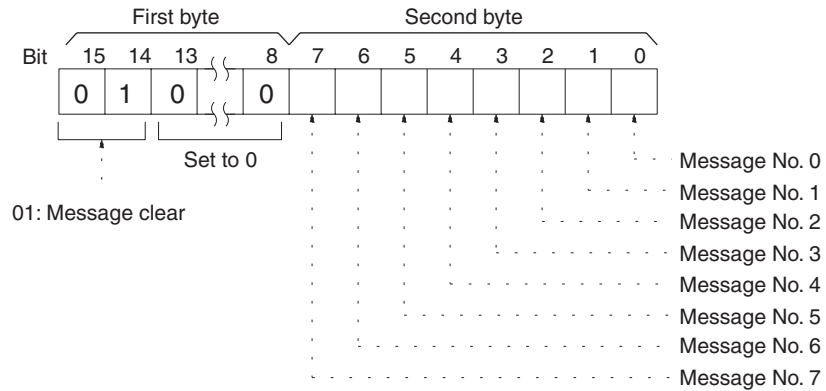 First byte Second byte
Bit 15 14 13 8 7 6 5 4 3 2 1 0
0 1 0 0
Set to 0
Message No. 0
Message No. 1
01: Message clear
Message No. 2
Message No. 3
Message No. 4
Message No. 5
Message No. 6
Message No. 7